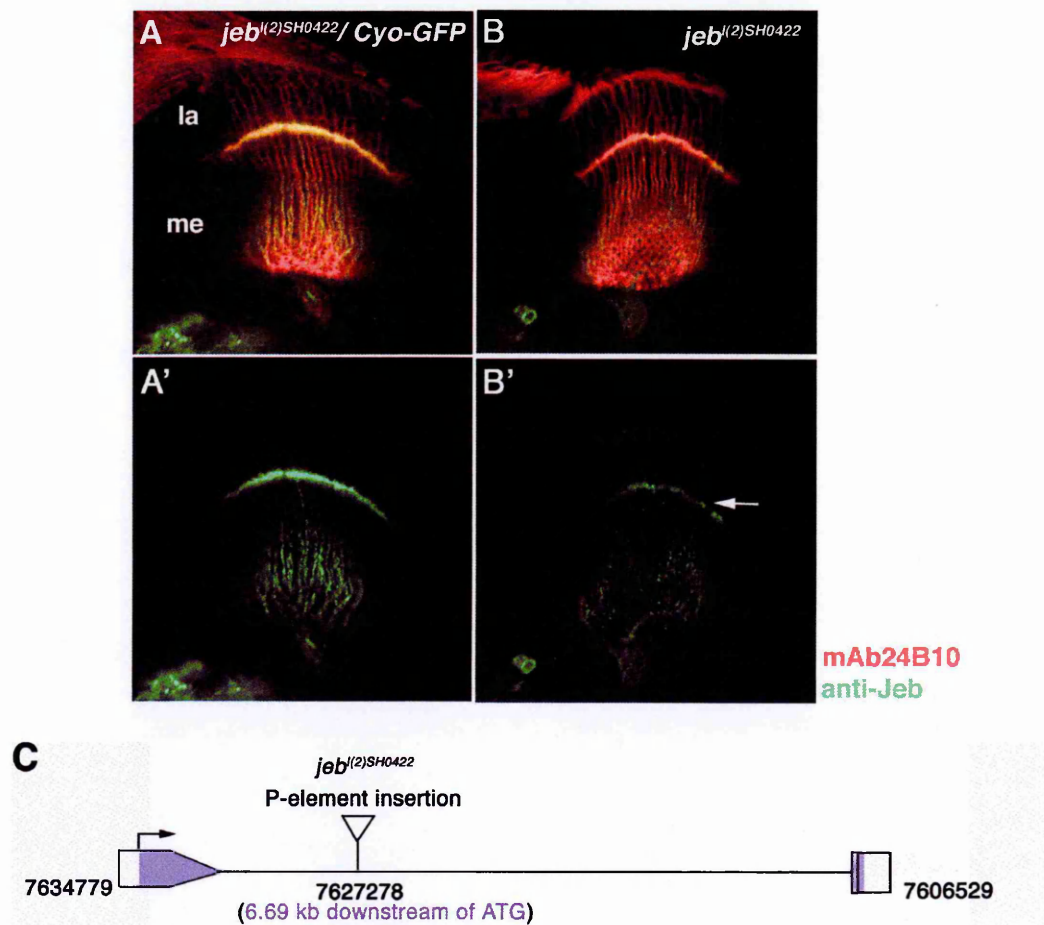 A jeb^l(2)SH0422/ Cyo-GFP
B jeb^l(2)SH0422
la
me
A'
B'
mAb24B10
anti-Jeb
C
jeb^l(2)SH0422
P-element insertion
7634779
7627278
7606529
(6.69 kb downstream of ATG)